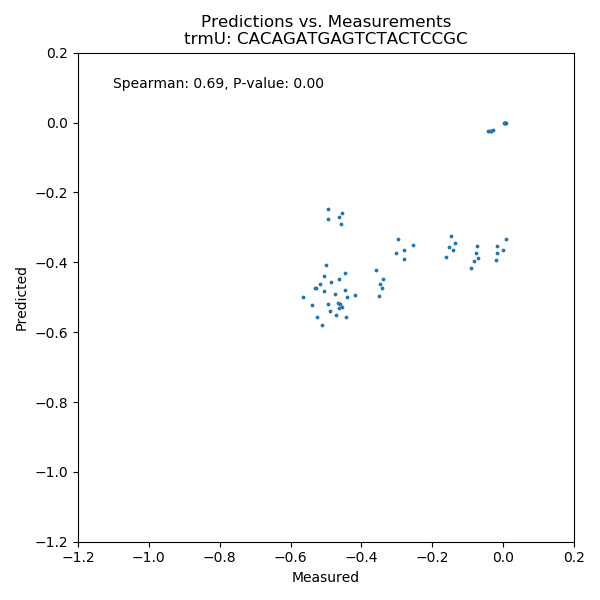 Predictions vs. Measurements
trmU: CACAGATGAGTCTACTCCGC
Spearman: 0.69, P-value: 0.00
0.2
0.0
−0.2
−0.4
−0.6
−0.8
−1.0
−1.2
Predicted
−1.2 −1.0 −0.8 −0.6 −0.4 −0.2 0.0 0.2
Measured